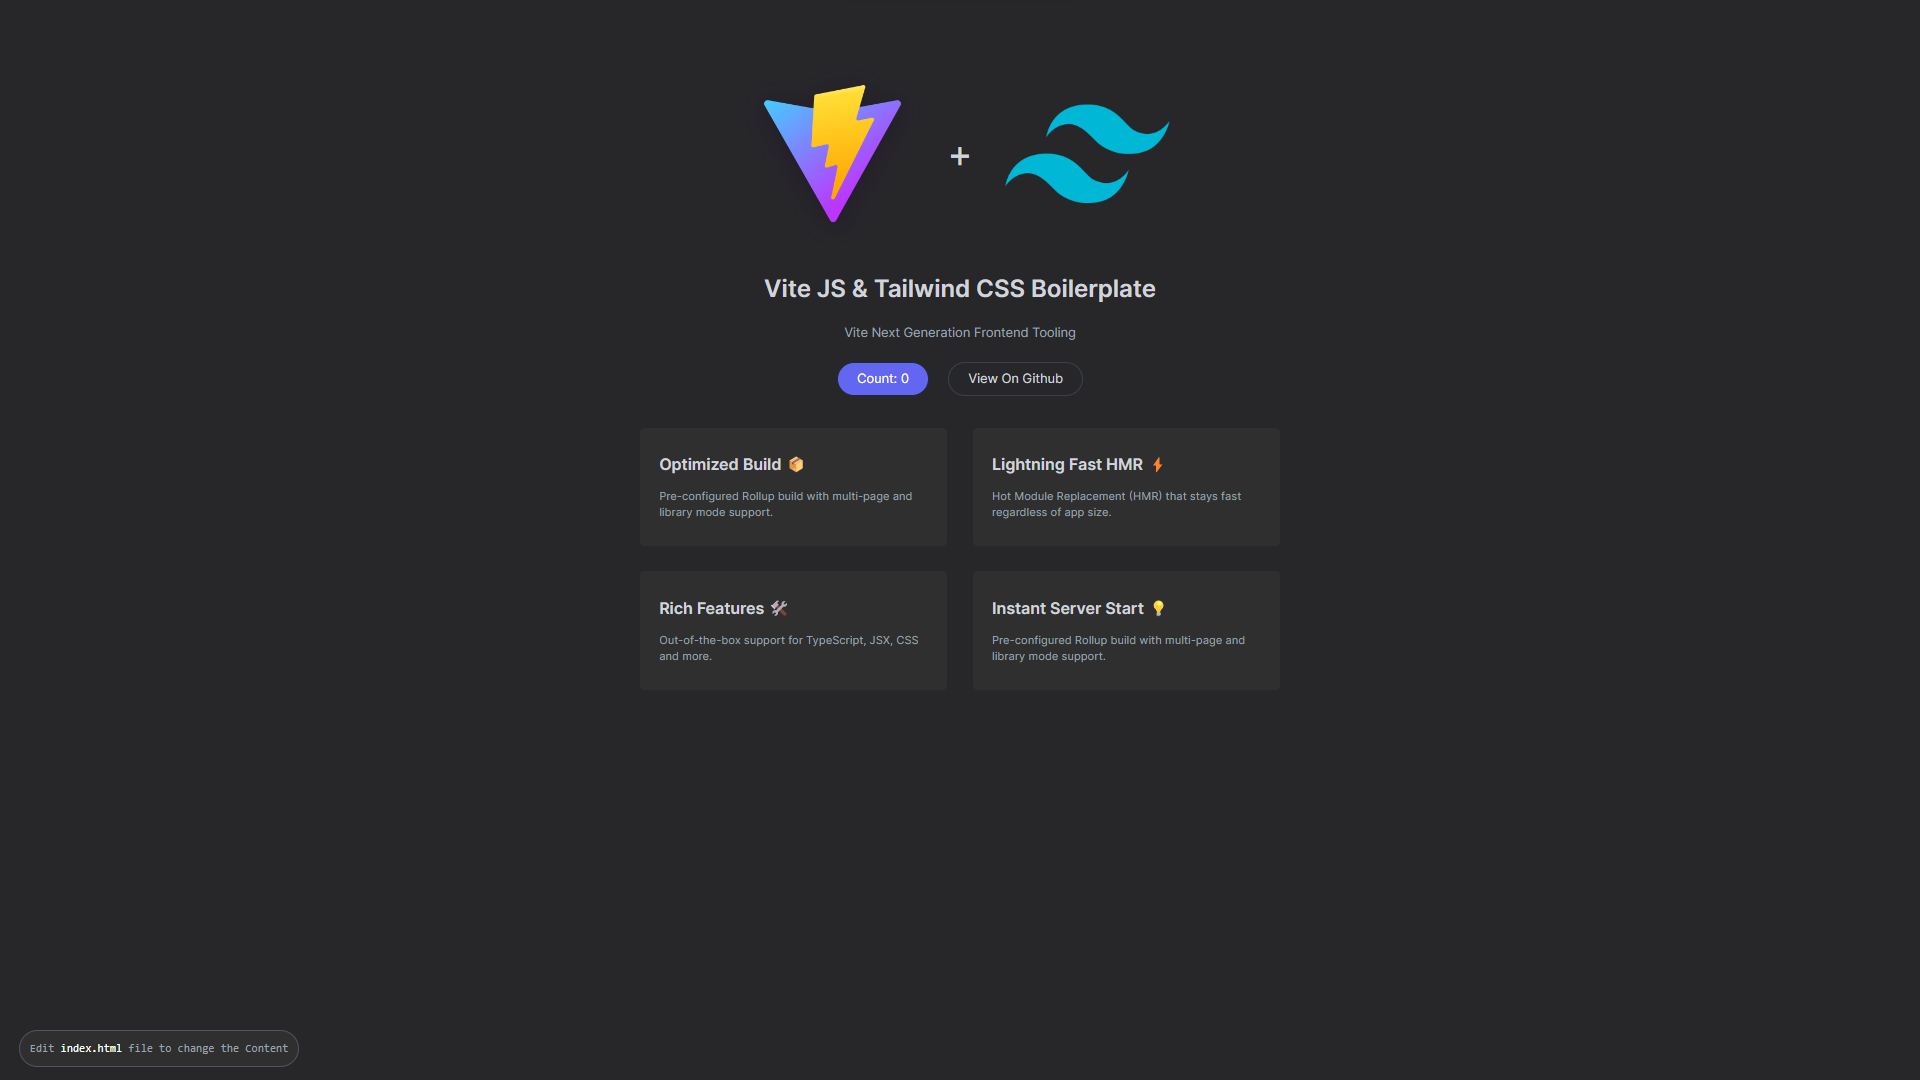 +
Vite JS & Tailwind CSS Boilerplate
Vite Next Generation Frontend Tooling
Count: 0
View On Github
Optimized Build 📦
Pre-configured Rollup build with multi-page and
library mode support.
Lightning Fast HMR ⚡
Hot Module Replacement (HMR) that stays fast
regardless of app size.
Rich Features 🛠️
Out-of-the-box support for TypeScript, JSX, CSS
and more.
Instant Server Start 💡
Pre-configured Rollup build with multi-page and
library mode support.
Edit index.html file to change the Content